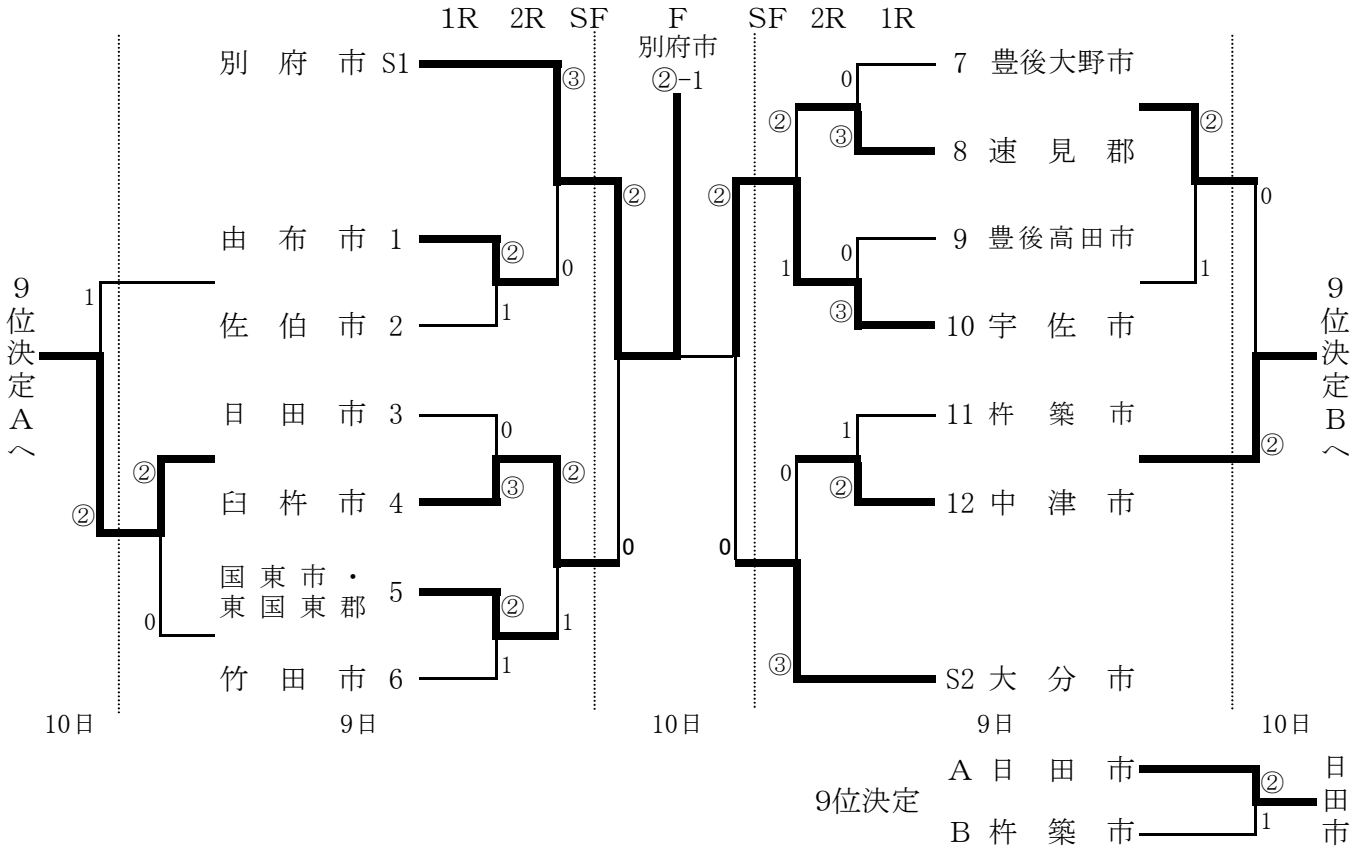 1R 2R SF F SF 2R 1R
別府市
②-1
別府市 S1
③
7 豊後大野市
0
②
③
②
8 速見郡
②
②
0
由布市 1
②
0
9 豊後高田市
0
1
1
9位決定Aへ
1
佐伯市 2
1
③
10 宇佐市
9位決定Bへ
日田市 3
0
11 杵築市
1
②
②
0
②
臼杵市 4
③
②
12 中津市
②
0
0
国東市・
東国東郡 5
②
0
1
竹田市 6
1
③
S2 大分市
10日 9日 10日 9日 10日
A 日田市
②
9位決定
日田市
B 杵築市
1